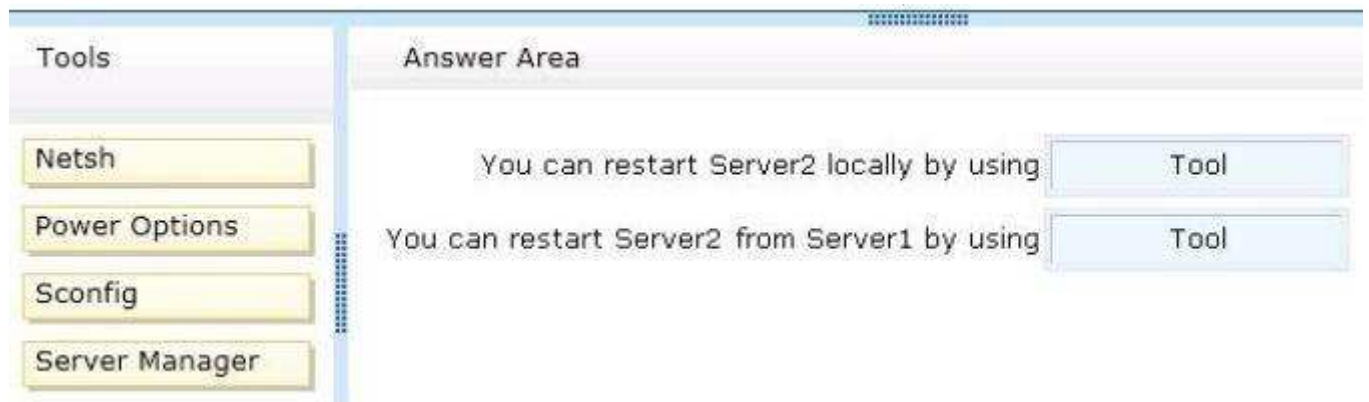 Tools
Netsh
Power Options
Sconfig
Server Manager
Answer Area
You can restart Server2 locally by using Tool
You can restart Server2 from Server1 by using Tool